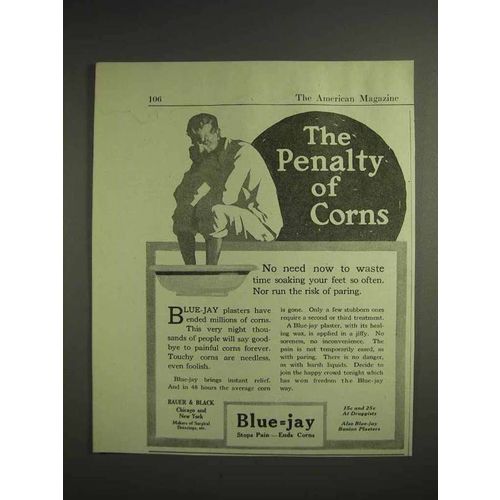 106
The American Magazine
The
Penalty
of
Corns
No need now to waste
time soaking your feet so often.
Nor run the risk of paring.
BLUE-JAY plasters have
ended millions of corns.
This very night thou-
sands of people will say good-
bye to painful corns forever.
Touchy corns are needless,
even foolish.
Blue-jay brings instant relief.
And in 48 hours the average corn
is gone. Only a few stubborn ones
require a second or third treatment.
A Blue-jay plaster, with its heal-
ing wax, is applied in a jiffy. No
soreness, no inconvenience. The
pain is not temporarily eased, as
with paring. There is no danger,
as with harsh liquids. Decide to
join the happy crowd tonight which
has won freedom the Blue-jay
way.
BAUER & BLACK
Chicago and
New York
Makers of Surgical
Dressings, etc.
Blue=jay
Stops Pain—Ends Corns
15c and 25c
At Druggists
Also Blue-jay
Bunion Plasters